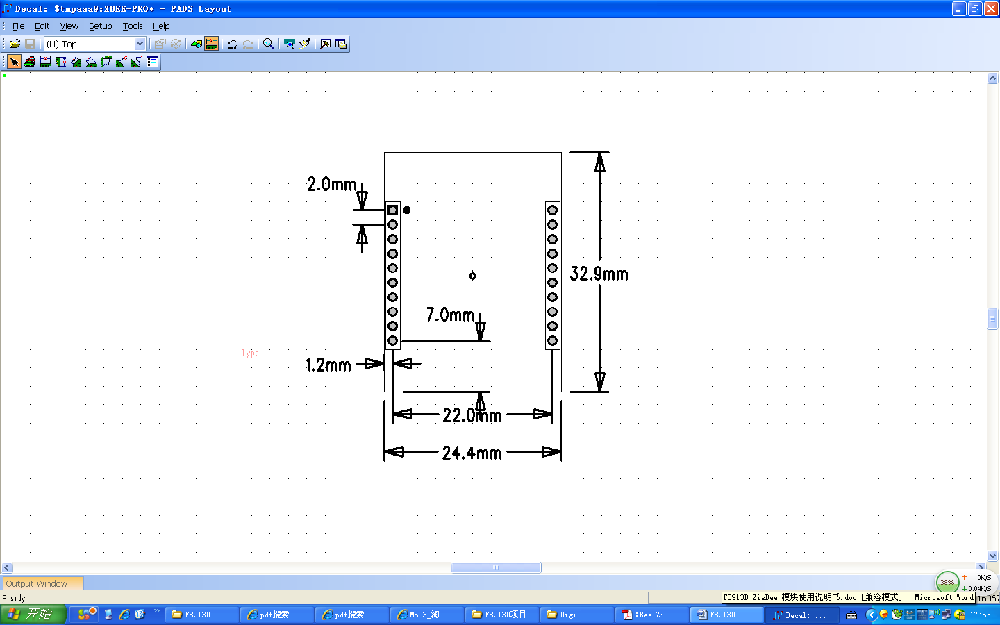 Decal: $tmpaaa9:XBEE-PRO* - PADS Layout
File Edit View Setup Tools Help
(H) Top
2.0mm
32.9mm
7.0mm
Type
1.2mm
22.0mm
24.4mm
Output Window
38%
0K/S
0.04K/S
Ready
F8913D ZigBee 模块使用说明书.doc [兼容模式] - Microsoft Word
开始
F8913D ...
pdf搜索...
pdf搜索...
M603_淘...
F8913D项目
Digi
XBee Zi...
F8913D ...
Decal: ...
17:53